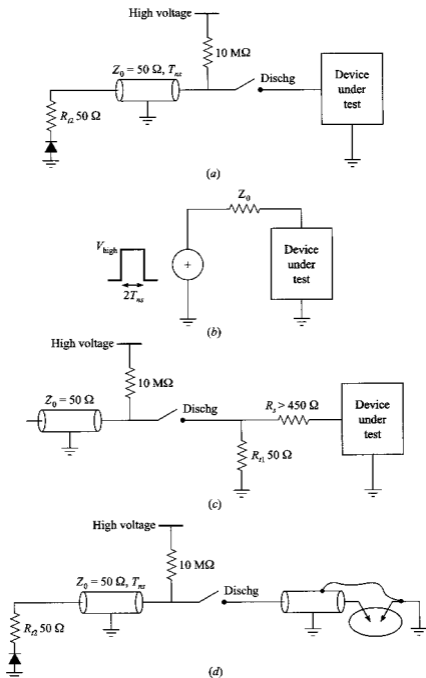 High voltage
10 MΩ
Z0 = 50 Ω, Tns
Dischg
Device
under
test
Rt2 50 Ω
(a)
Z0
Vhigh
+
Device
under
test
2Tns
(b)
High voltage
10 MΩ
Z0 = 50 Ω
Dischg
Rs > 450 Ω
Device
under
test
Rt1 50 Ω
(c)
High voltage
10 MΩ
Z0 = 50 Ω, Tns
Dischg
Rt2 50 Ω
(d)